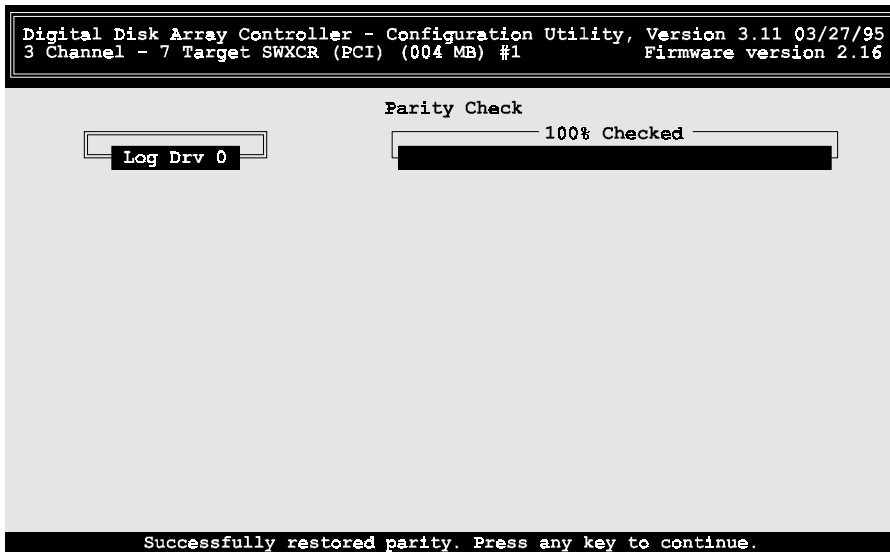 Digital Disk Array Controller - Configuration Utility, Version 3.11 03/27/95
3 Channel - 7 Target SWXCR (PCI) (004 MB) #1 Firmware version 2.16
Parity Check
100% Checked
Log Drv 0
Successfully restored parity. Press any key to continue.